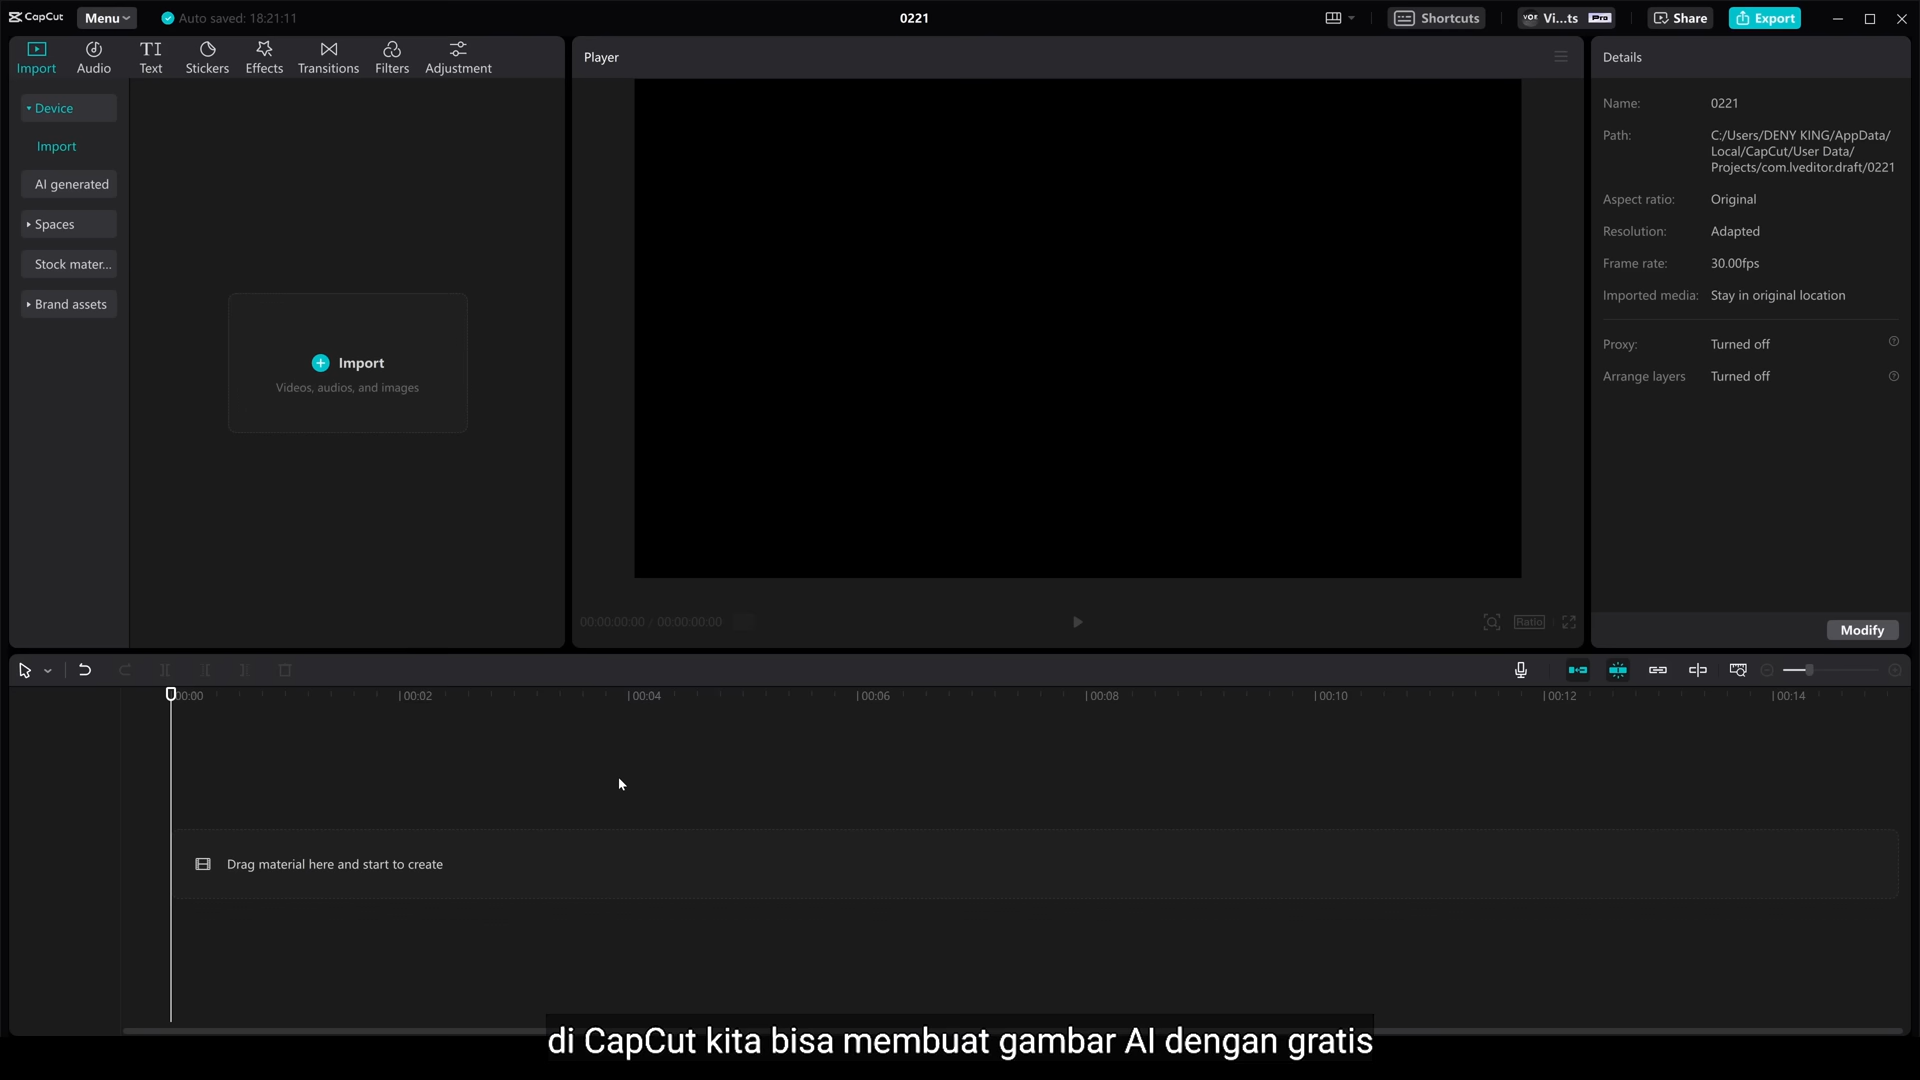 CapCut
Menu
Auto saved: 18:21:11
0221
Shortcuts
VOE
Vi...ts
Pro
Share
Export
Import
Audio
TI
Text
Stickers
Effects
Transitions
Filters
Adjustment
Device
Import
AI generated
Spaces
Stock mater...
Brand assets
Import
Videos, audios, and images
Player
00:00:00:00 / 00:00:00:00
Ratio
Details
Name: 0221
Path: C:/Users/DENY KING/AppData/
Local/CapCut/User Data/
Projects/com.lveditor.draft/0221
Aspect ratio: Original
Resolution: Adapted
Frame rate: 30.00fps
Imported media: Stay in original location
Proxy: Turned off
Arrange layers Turned off
Modify
00:00 00:02 00:04 00:06 00:08 00:10 00:12 00:14
Drag material here and start to create
di CapCut kita bisa membuat gambar AI dengan gratis